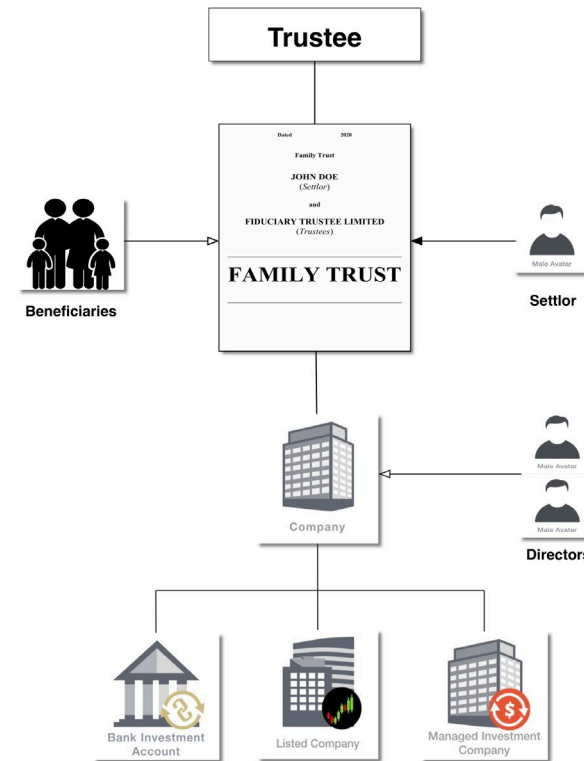 Trustee
Dated 2020
Family Trust
JOHN DOE
(Settlor)
and
FIDUCIARY TRUSTEE LIMITED
(Trustees)
FAMILY TRUST
Beneficiaries
Male Avatar
Settlor
Company
Male Avatar
Male Avatar
Directors
Bank Investment
Account
Listed Company
Managed Investment
Company